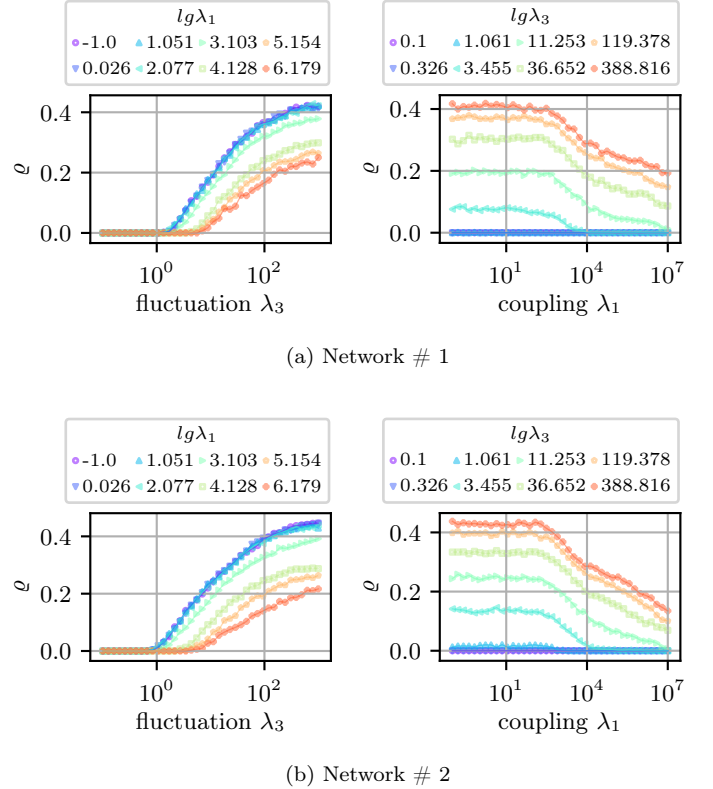 lgλ1
-1.0 1.051 3.103 5.154
0.026 2.077 4.128 6.179
lgλ3
0.1 1.061 11.253 119.378
0.326 3.455 36.652 388.816
ϱ
0.4
0.2
0.0
10^0 10^2
fluctuation λ3
0.4
ϱ
0.2
0.0
10^1 10^4 10^7
coupling λ1
(a) Network # 1
lgλ1
-1.0 1.051 3.103 5.154
0.026 2.077 4.128 6.179
lgλ3
0.1 1.061 11.253 119.378
0.326 3.455 36.652 388.816
ϱ
0.4
0.2
0.0
10^0 10^2
fluctuation λ3
ϱ
0.4
0.2
0.0
10^1 10^4 10^7
coupling λ1
(b) Network # 2